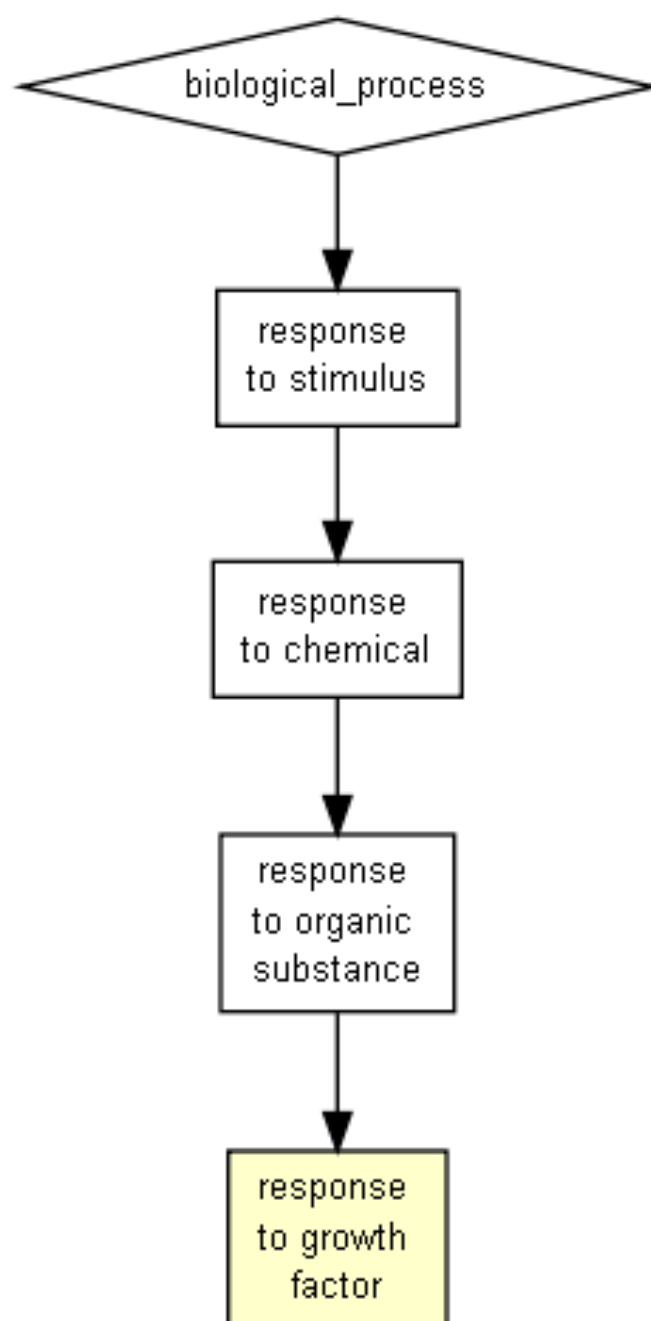 biological_process
response
to stimulus
response
to chemical
response
to organic
substance
response
to growth
factor